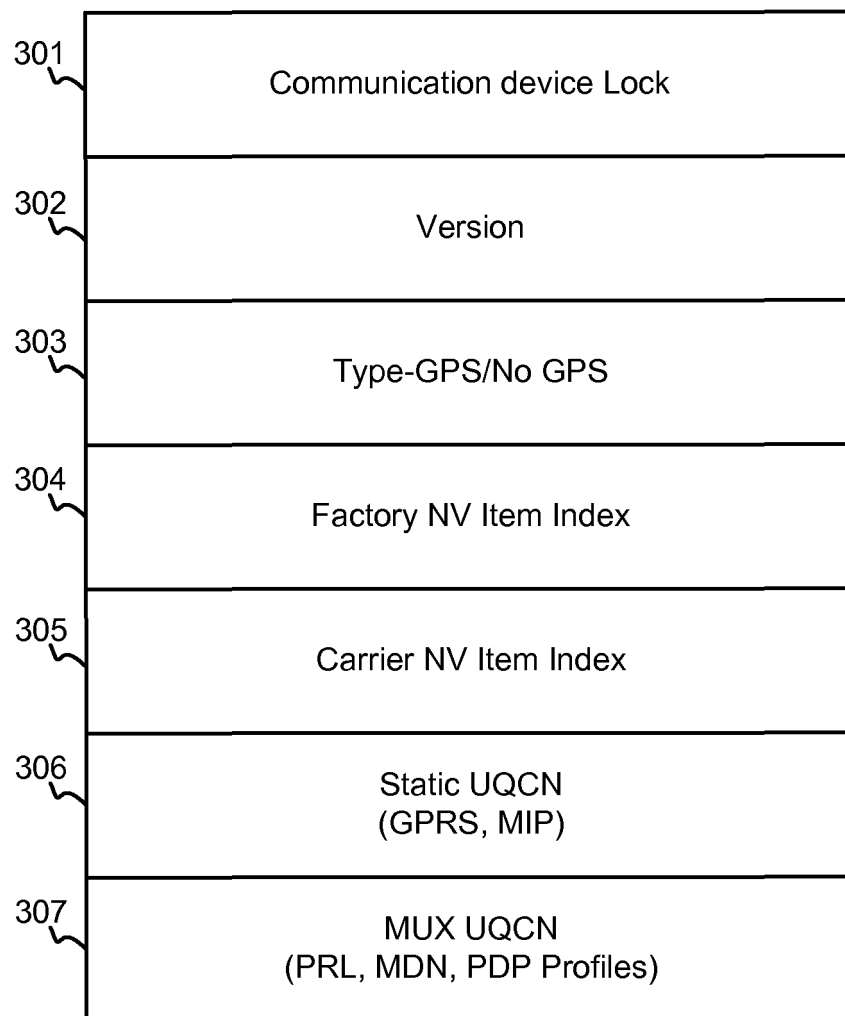 301
Communication device Lock
302
Version
303
Type-GPS/No GPS
304
Factory NV Item Index
305
Carrier NV Item Index
306
Static UQCN
(GPRS, MIP)
307
MUX UQCN
(PRL, MDN, PDP Profiles)